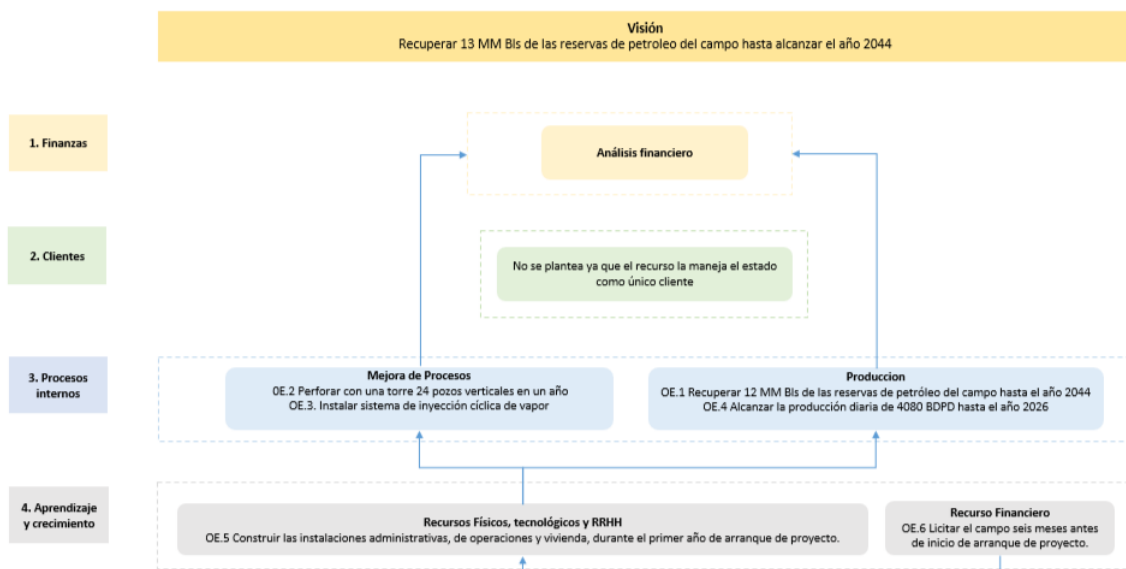 Visión
Recuperar 13 MM Bls de las reservas de petroleo del campo hasta alcanzar el año 2044
1. Finanzas
Análisis financiero
2. Clientes
No se plantea ya que el recurso la maneja el estado
como único cliente
3. Procesos
internos
Mejora de Procesos
0E.2 Perforar con una torre 24 pozos verticales en un año
OE.3. Instalar sistema de inyección cíclica de vapor
Produccion
OE.1 Recuperar 12 MM Bls de las reservas de petróleo del campo hasta el año 2044
OE.4 Alcanzar la producción diaria de 4080 BDPD hasta el año 2026
4. Aprendizaje
y crecimiento
Recursos Físicos, tecnológicos y RRHH
OE.5 Construir las instalaciones administrativas, de operaciones y vivienda, durante el primer año de arranque de proyecto.
Recurso Financiero
OE.6 Licitar el campo seis meses antes
de inicio de arranque de proyecto.